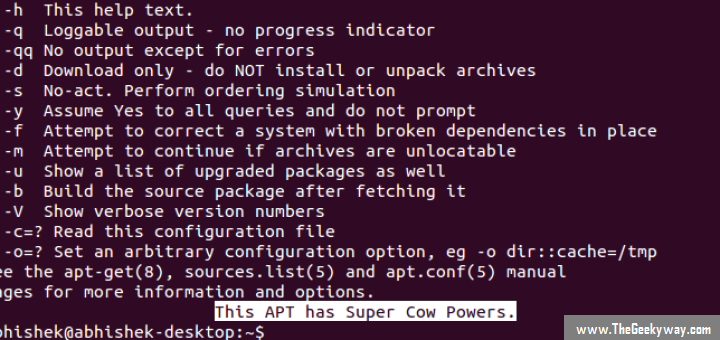 -h  This help text.
-q  Loggable output - no progress indicator
-qq No output except for errors
-d  Download only - do NOT install or unpack archives
-s  No-act. Perform ordering simulation
-y  Assume Yes to all queries and do not prompt
-f  Attempt to correct a system with broken dependencies in place
-m  Attempt to continue if archives are unlocatable
-u  Show a list of upgraded packages as well
-b  Build the source package after fetching it
-V  Show verbose version numbers
-c=? Read this configuration file
-o=? Set an arbitrary configuration option, eg -o dir::cache=/tmp
ee the apt-get(8), sources.list(5) and apt.conf(5) manual
ages for more information and options.
This APT has Super Cow Powers.
bhishek@abhishek-desktop:~$
www.TheGeekyway.com